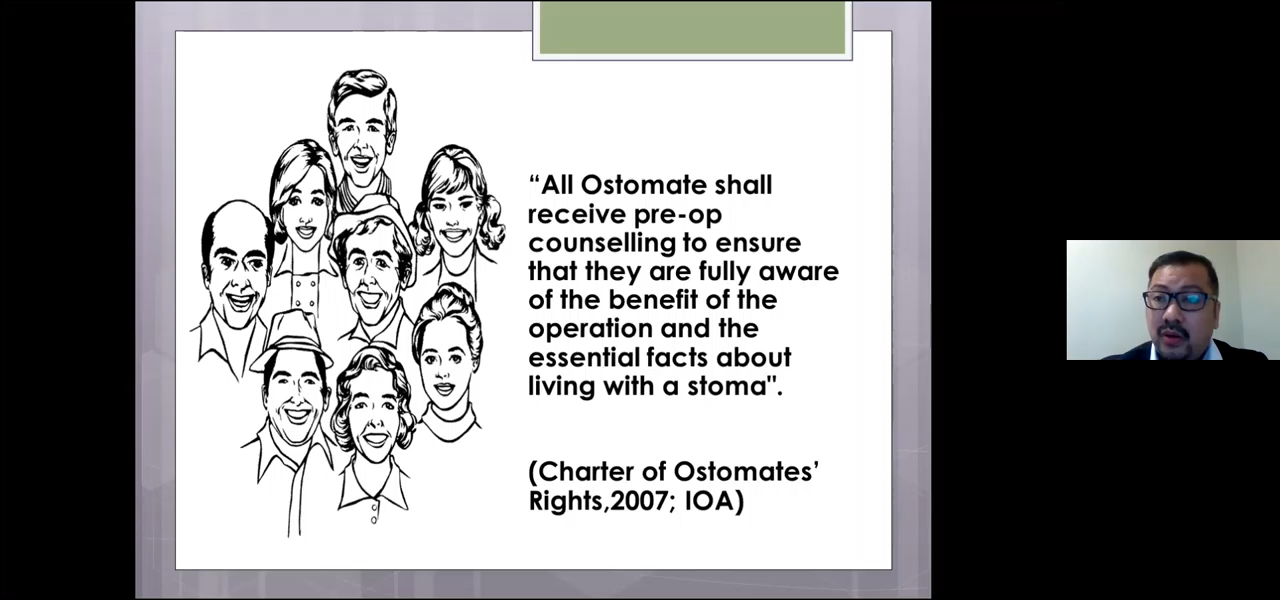 “All Ostomate shall
receive pre-op
counselling to ensure
that they are fully aware
of the benefit of the
operation and the
essential facts about
living with a stoma".
(Charter of Ostomates’
Rights,2007; IOA)